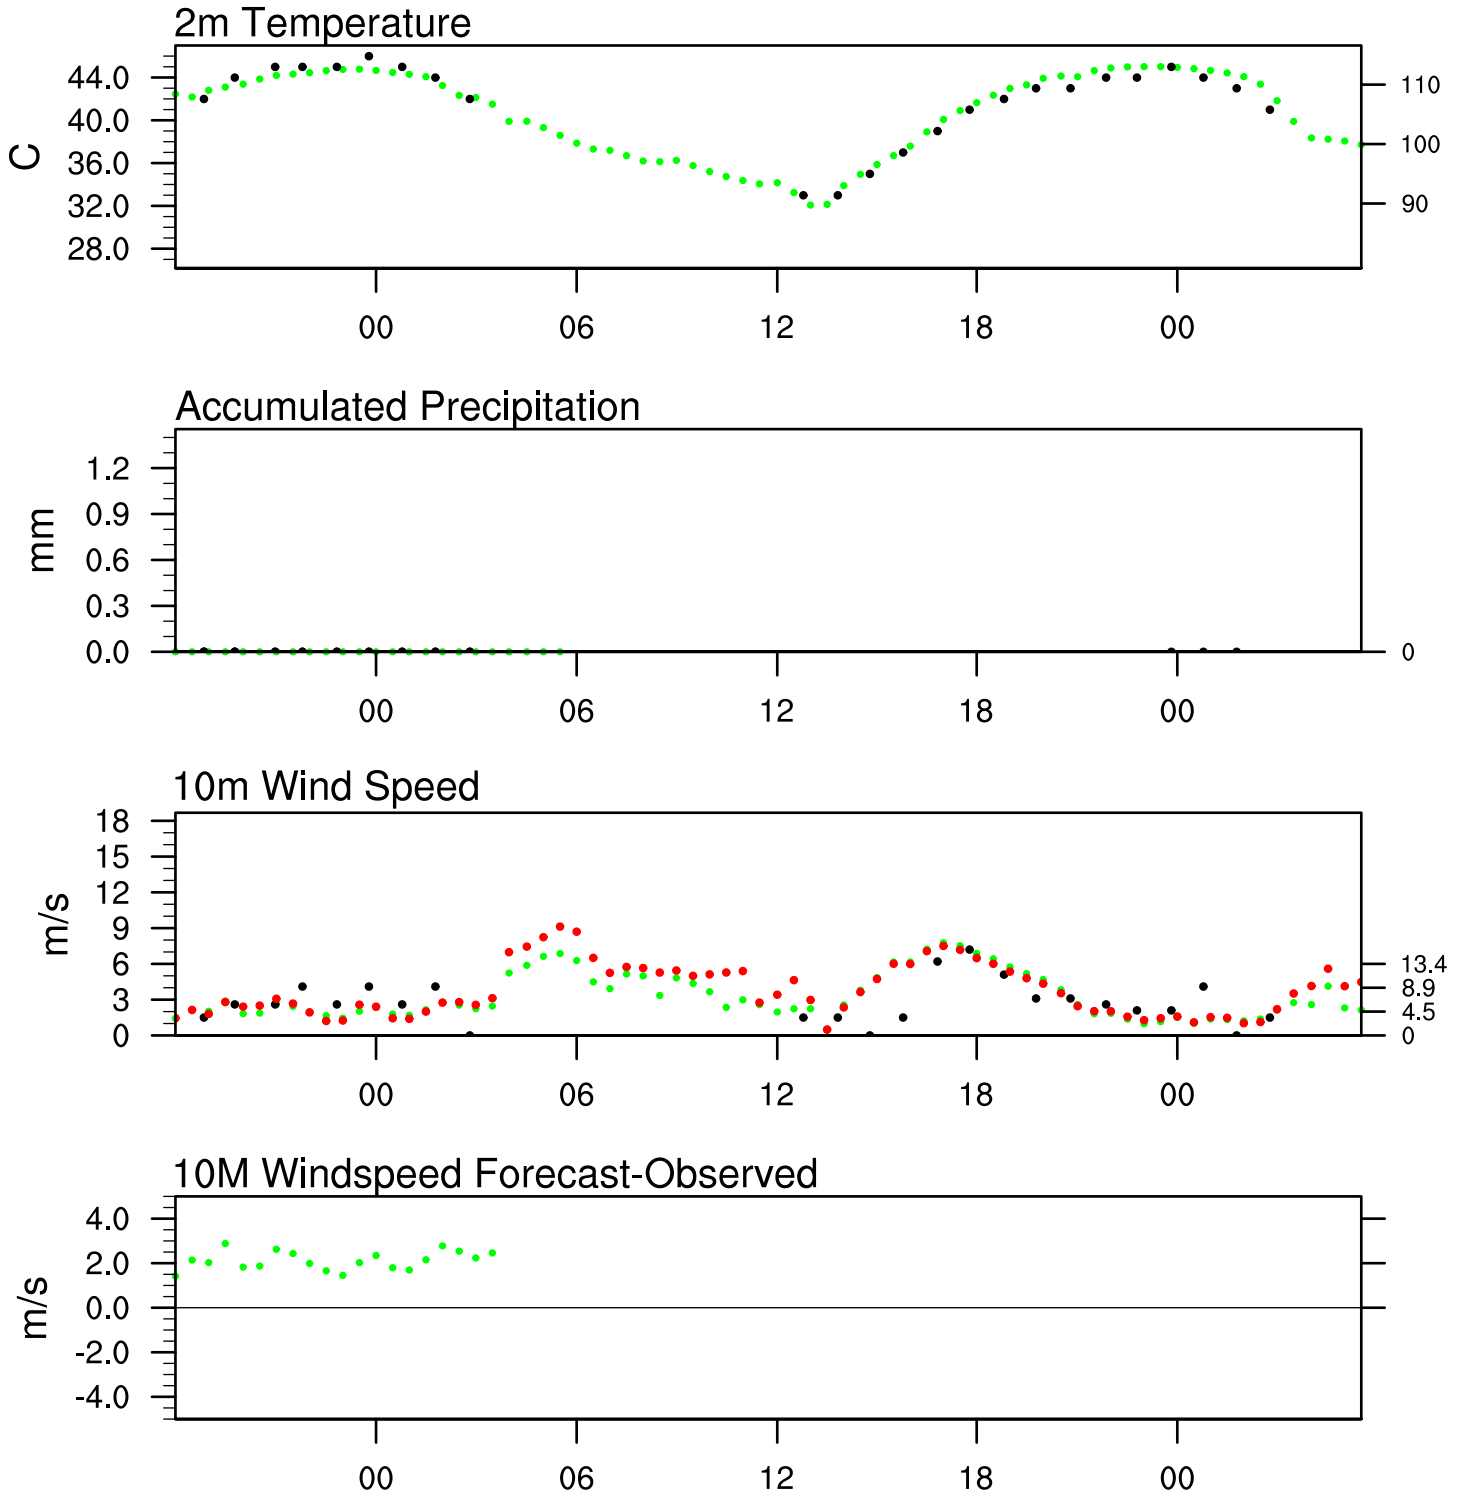 2m Temperature
44.0
40.0
36.0
32.0
28.0
C
110
100
90
00 06 12 18 00
Accumulated Precipitation
1.2
0.9
0.6
0.3
0.0
mm
0
00 06 12 18 00
10m Wind Speed
18
15
12
9
6
3
0
m/s
13.4
8.9
4.5
0
00 06 12 18 00
10M Windspeed Forecast-Observed
4.0
2.0
0.0
-2.0
-4.0
m/s
00 06 12 18 00